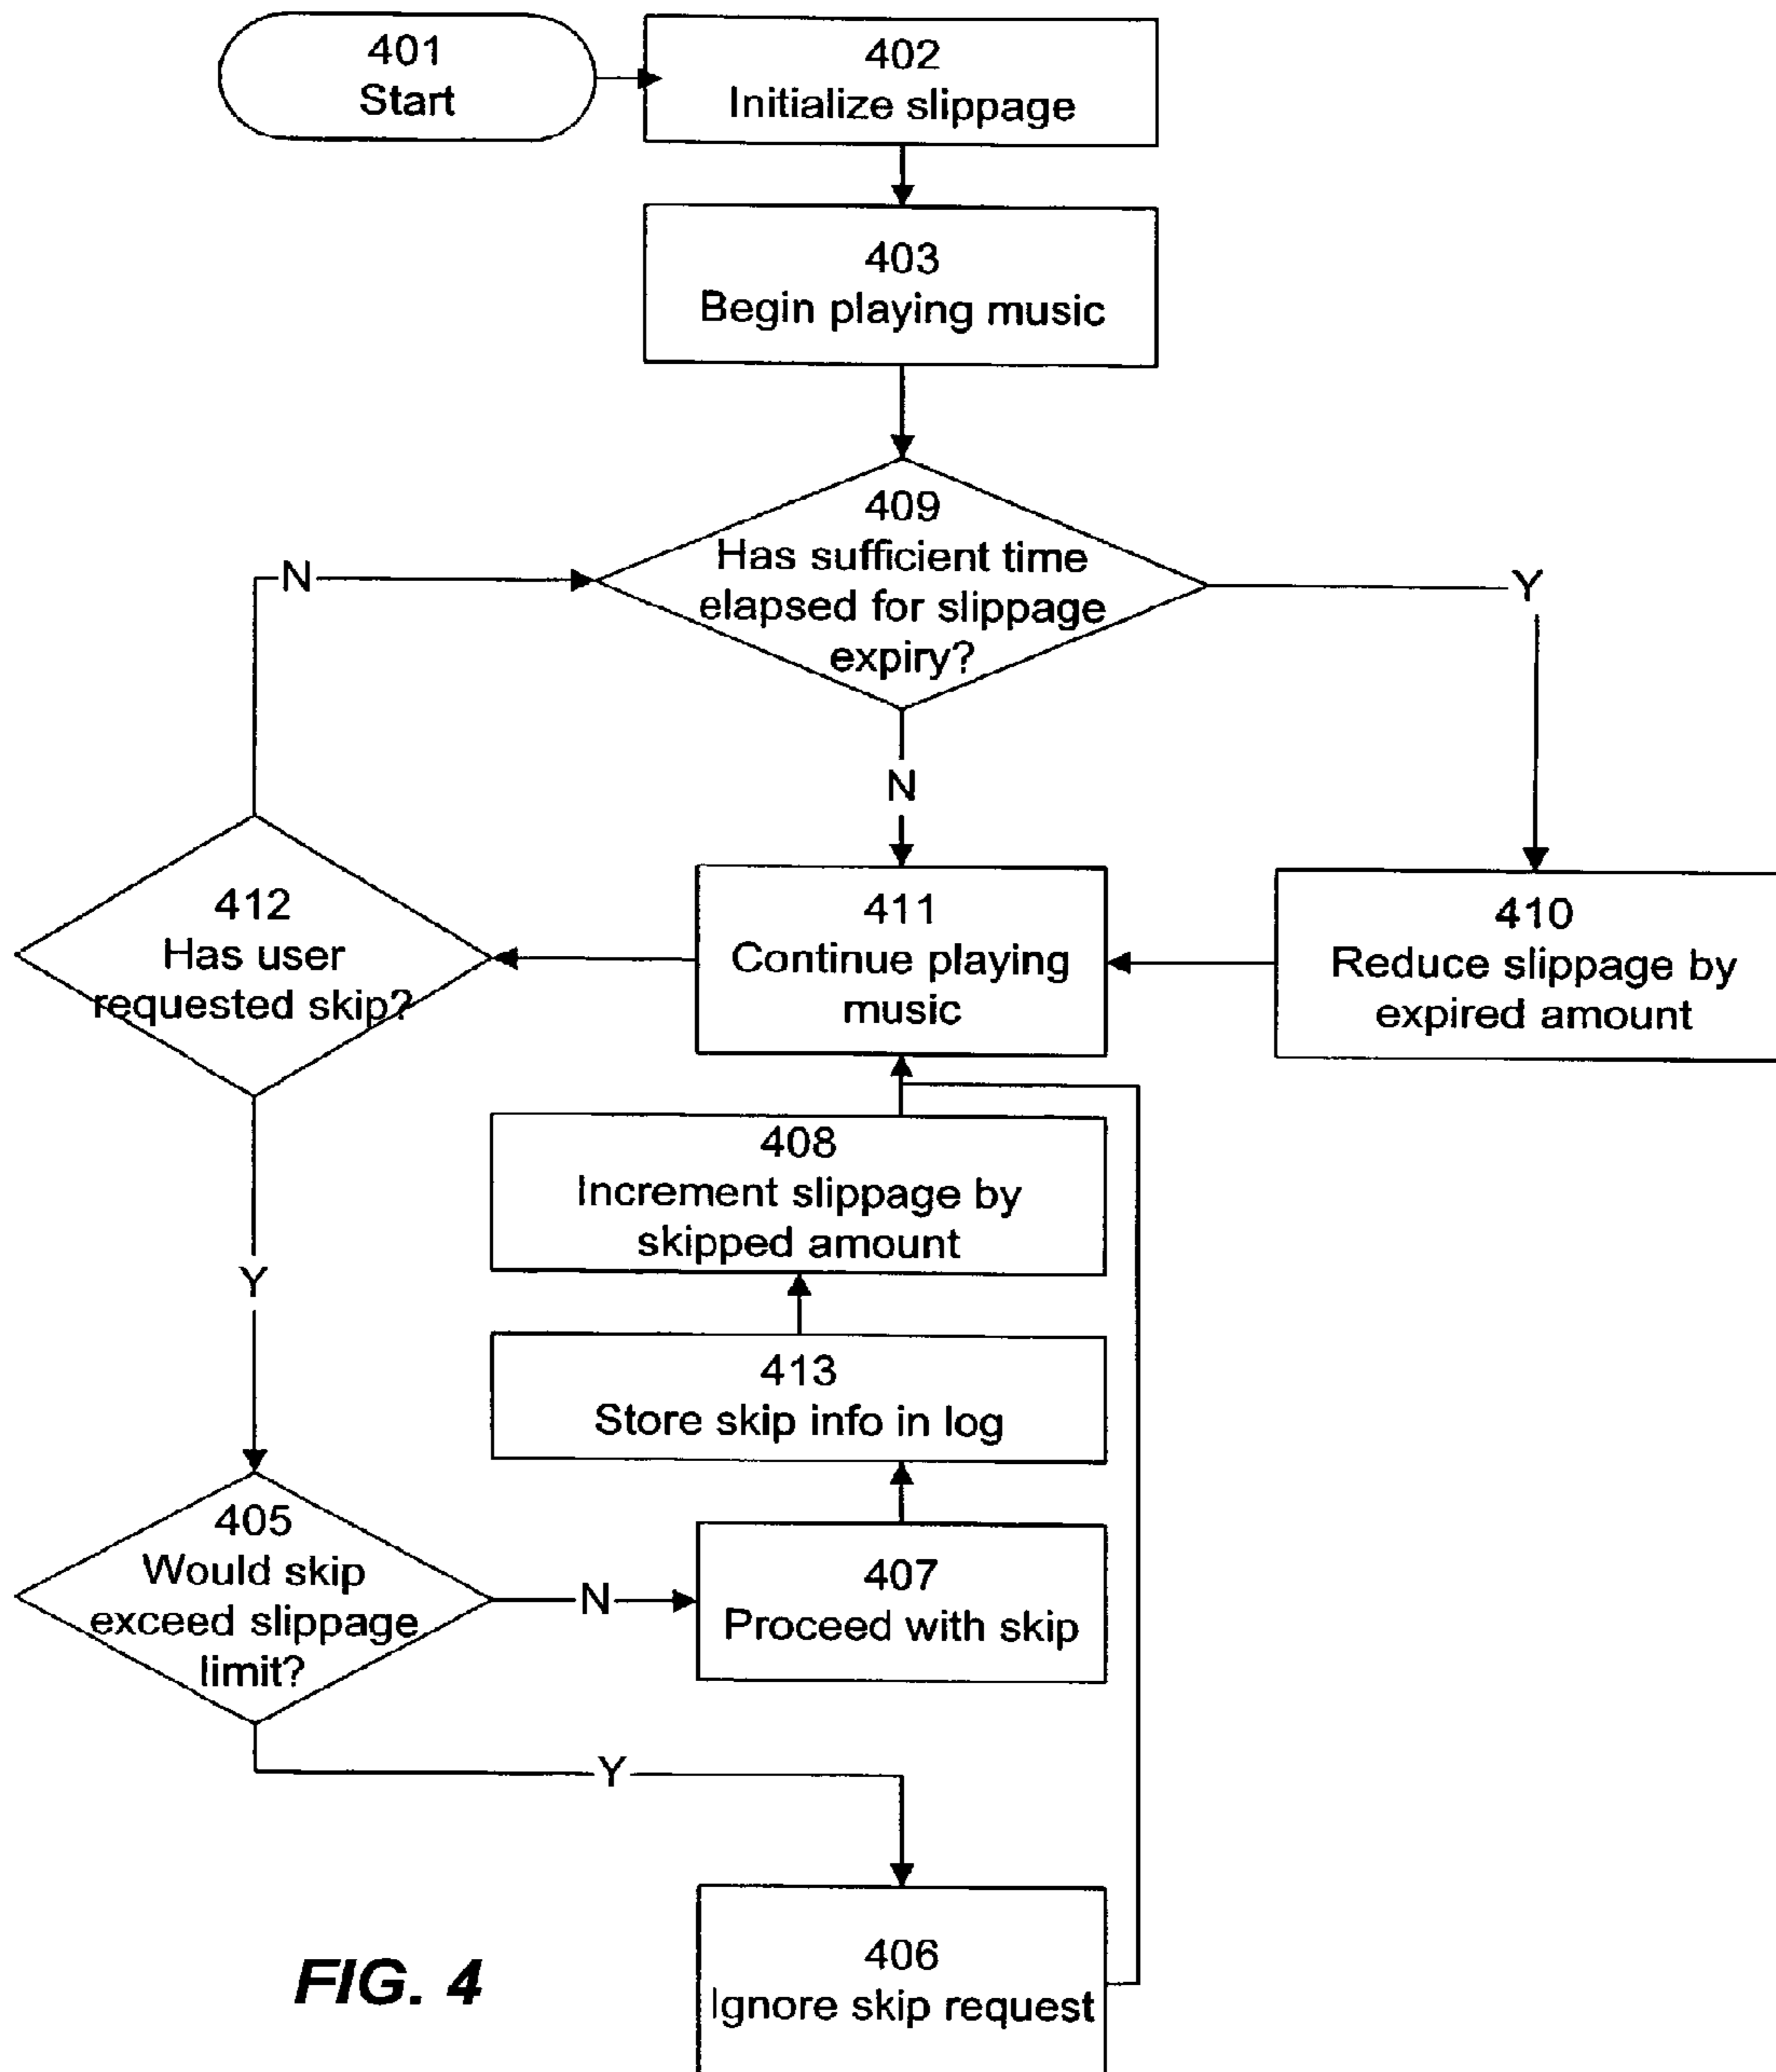 401
Start
402
Initialize slippage
403
Begin playing music
409
Has sufficient time
elapsed for slippage
expiry?
N
Y
N
412
Has user
requested skip?
411
Continue playing
music
410
Reduce slippage by
expired amount
408
Increment slippage by
skipped amount
Y
413
Store skip info in log
405
Would skip
exceed slippage
limit?
N
407
Proceed with skip
Y
406
Ignore skip request
FIG. 4